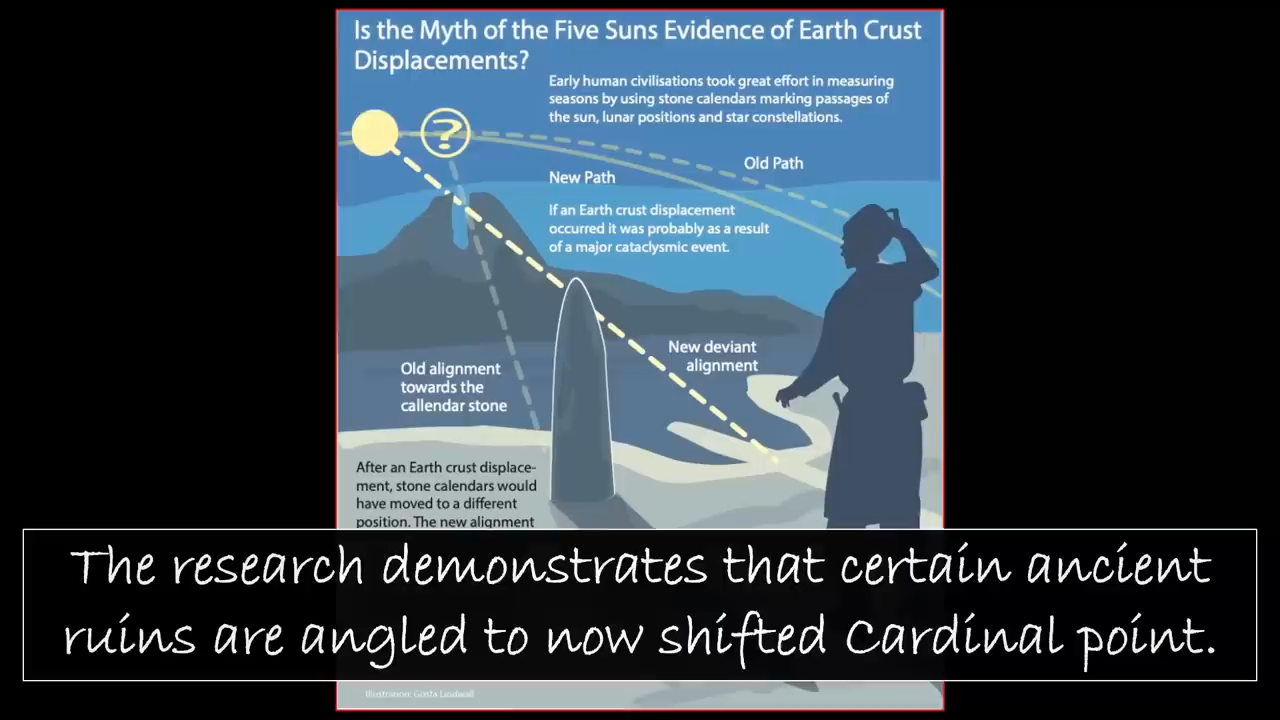 Is the Myth of the Five Suns Evidence of Earth Crust
Displacements?
Early human civilisations took great effort in measuring
seasons by using stone calendars marking passages of
the sun, lunar positions and star constellations.
?
Old Path
New Path
If an Earth crust displacement
occurred it was probably as a result
of a major cataclysmic event.
New deviant
alignment
Old alignment
towards the
callendar stone
After an Earth crust displace-
ment, stone calendars would
have moved to a different
position. The new alignment
The research demonstrates that certain ancient
ruins are angled to now shifted Cardinal point.
Illustration: Gösta Lindwall